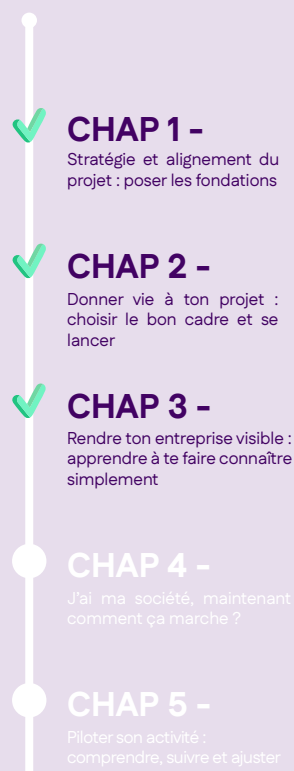 CHAP 1 -
Stratégie et alignement du
projet : poser les fondations
CHAP 2 -
Donner vie à ton projet :
choisir le bon cadre et se
lancer
CHAP 3 -
Rendre ton entreprise visible :
apprendre à te faire connaître
simplement
CHAP 4 -
J'ai ma société, maintenant
comment ça marche ?
CHAP 5 -
Piloter son activité :
comprendre, suivre et ajuster